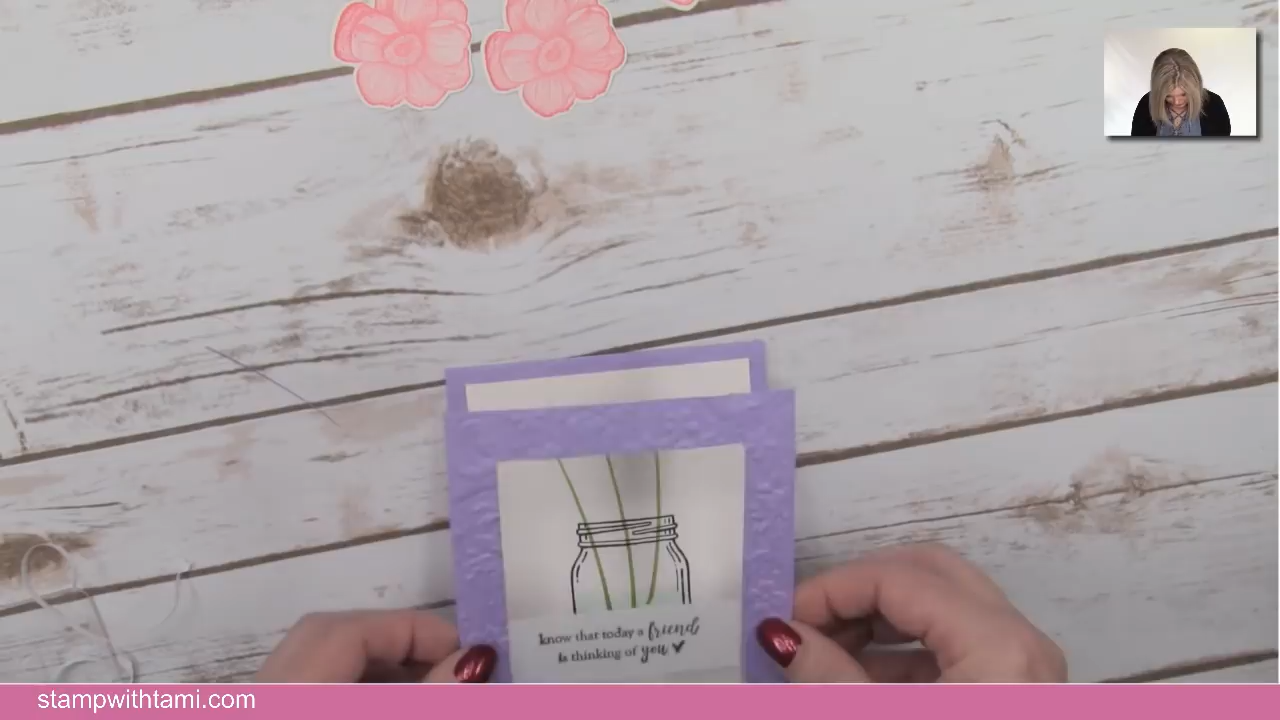 know that today a friend
is thinking of you
stampwithtami.com